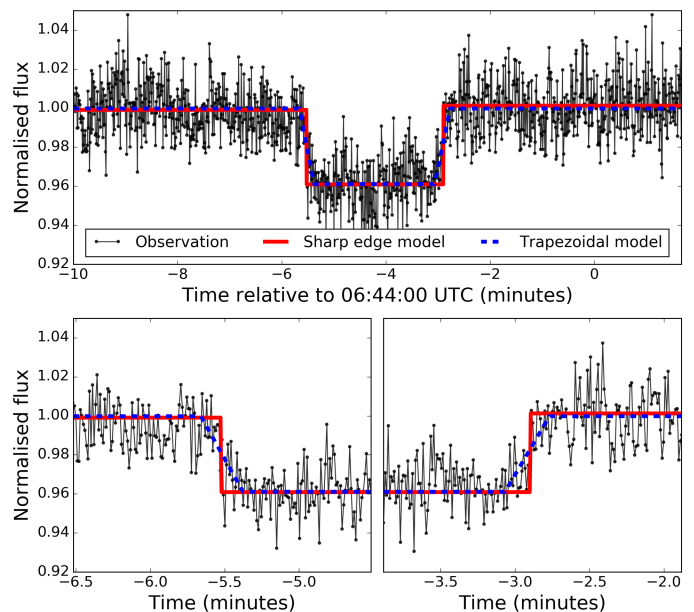 1.04
1.02
1.00
0.98
0.96
0.94
0.92
Normalised flux
Observation Sharp edge model Trapezoidal model
−10 −8 −6 −4 −2 0
Time relative to 06:44:00 UTC (minutes)
1.04
1.02
1.00
0.98
0.96
0.94
0.92
Normalised flux
−6.5 −6.0 −5.5 −5.0 −3.5 −3.0 −2.5 −2.0
Time (minutes) Time (minutes)